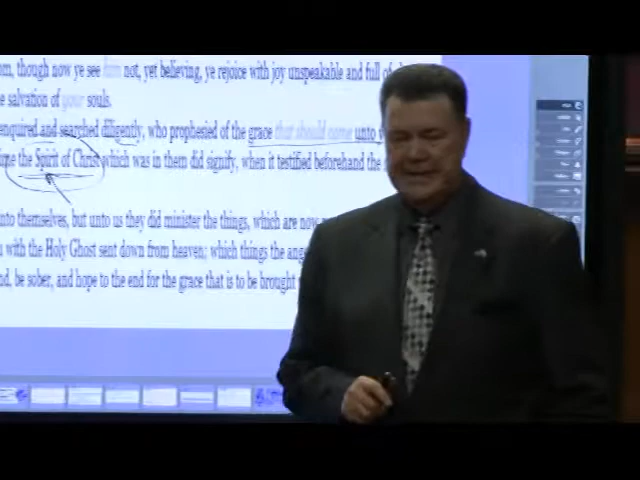 om, though now ye see him not, yet believing, ye rejoice with joy unspeakable and full of
e salvation of your souls.
enquired and searched diligently, who prophesied of the grace that should come unto
the Spirit of Christ which was in them did signify, when it testified beforehand the
nto themselves, but unto us they did minister the things, which are now
with the Holy Ghost sent down from heaven; which things the ang
nd, be sober, and hope to the end for the grace that is to be brought